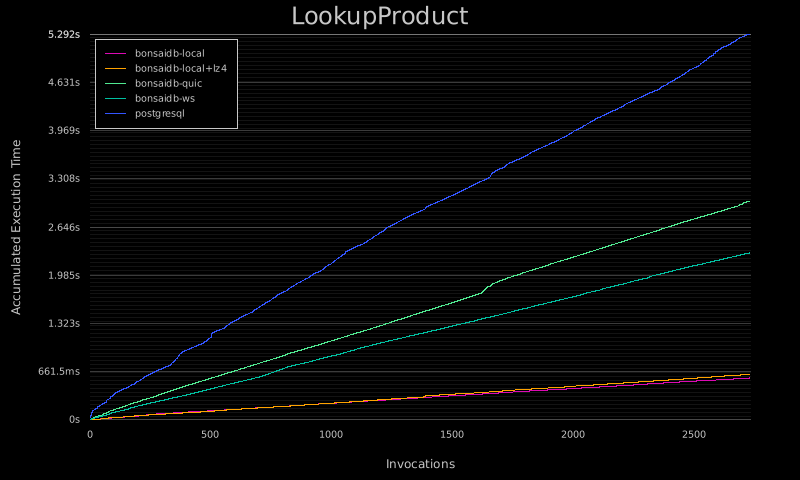 LookupProduct
5.292s
4.631s
3.969s
3.308s
2.646s
1.985s
1.323s
661.5ms
0s
Accumulated Execution Time
bonsaidb-local
bonsaidb-local+lz4
bonsaidb-quic
bonsaidb-ws
postgresql
0 500 1000 1500 2000 2500
Invocations